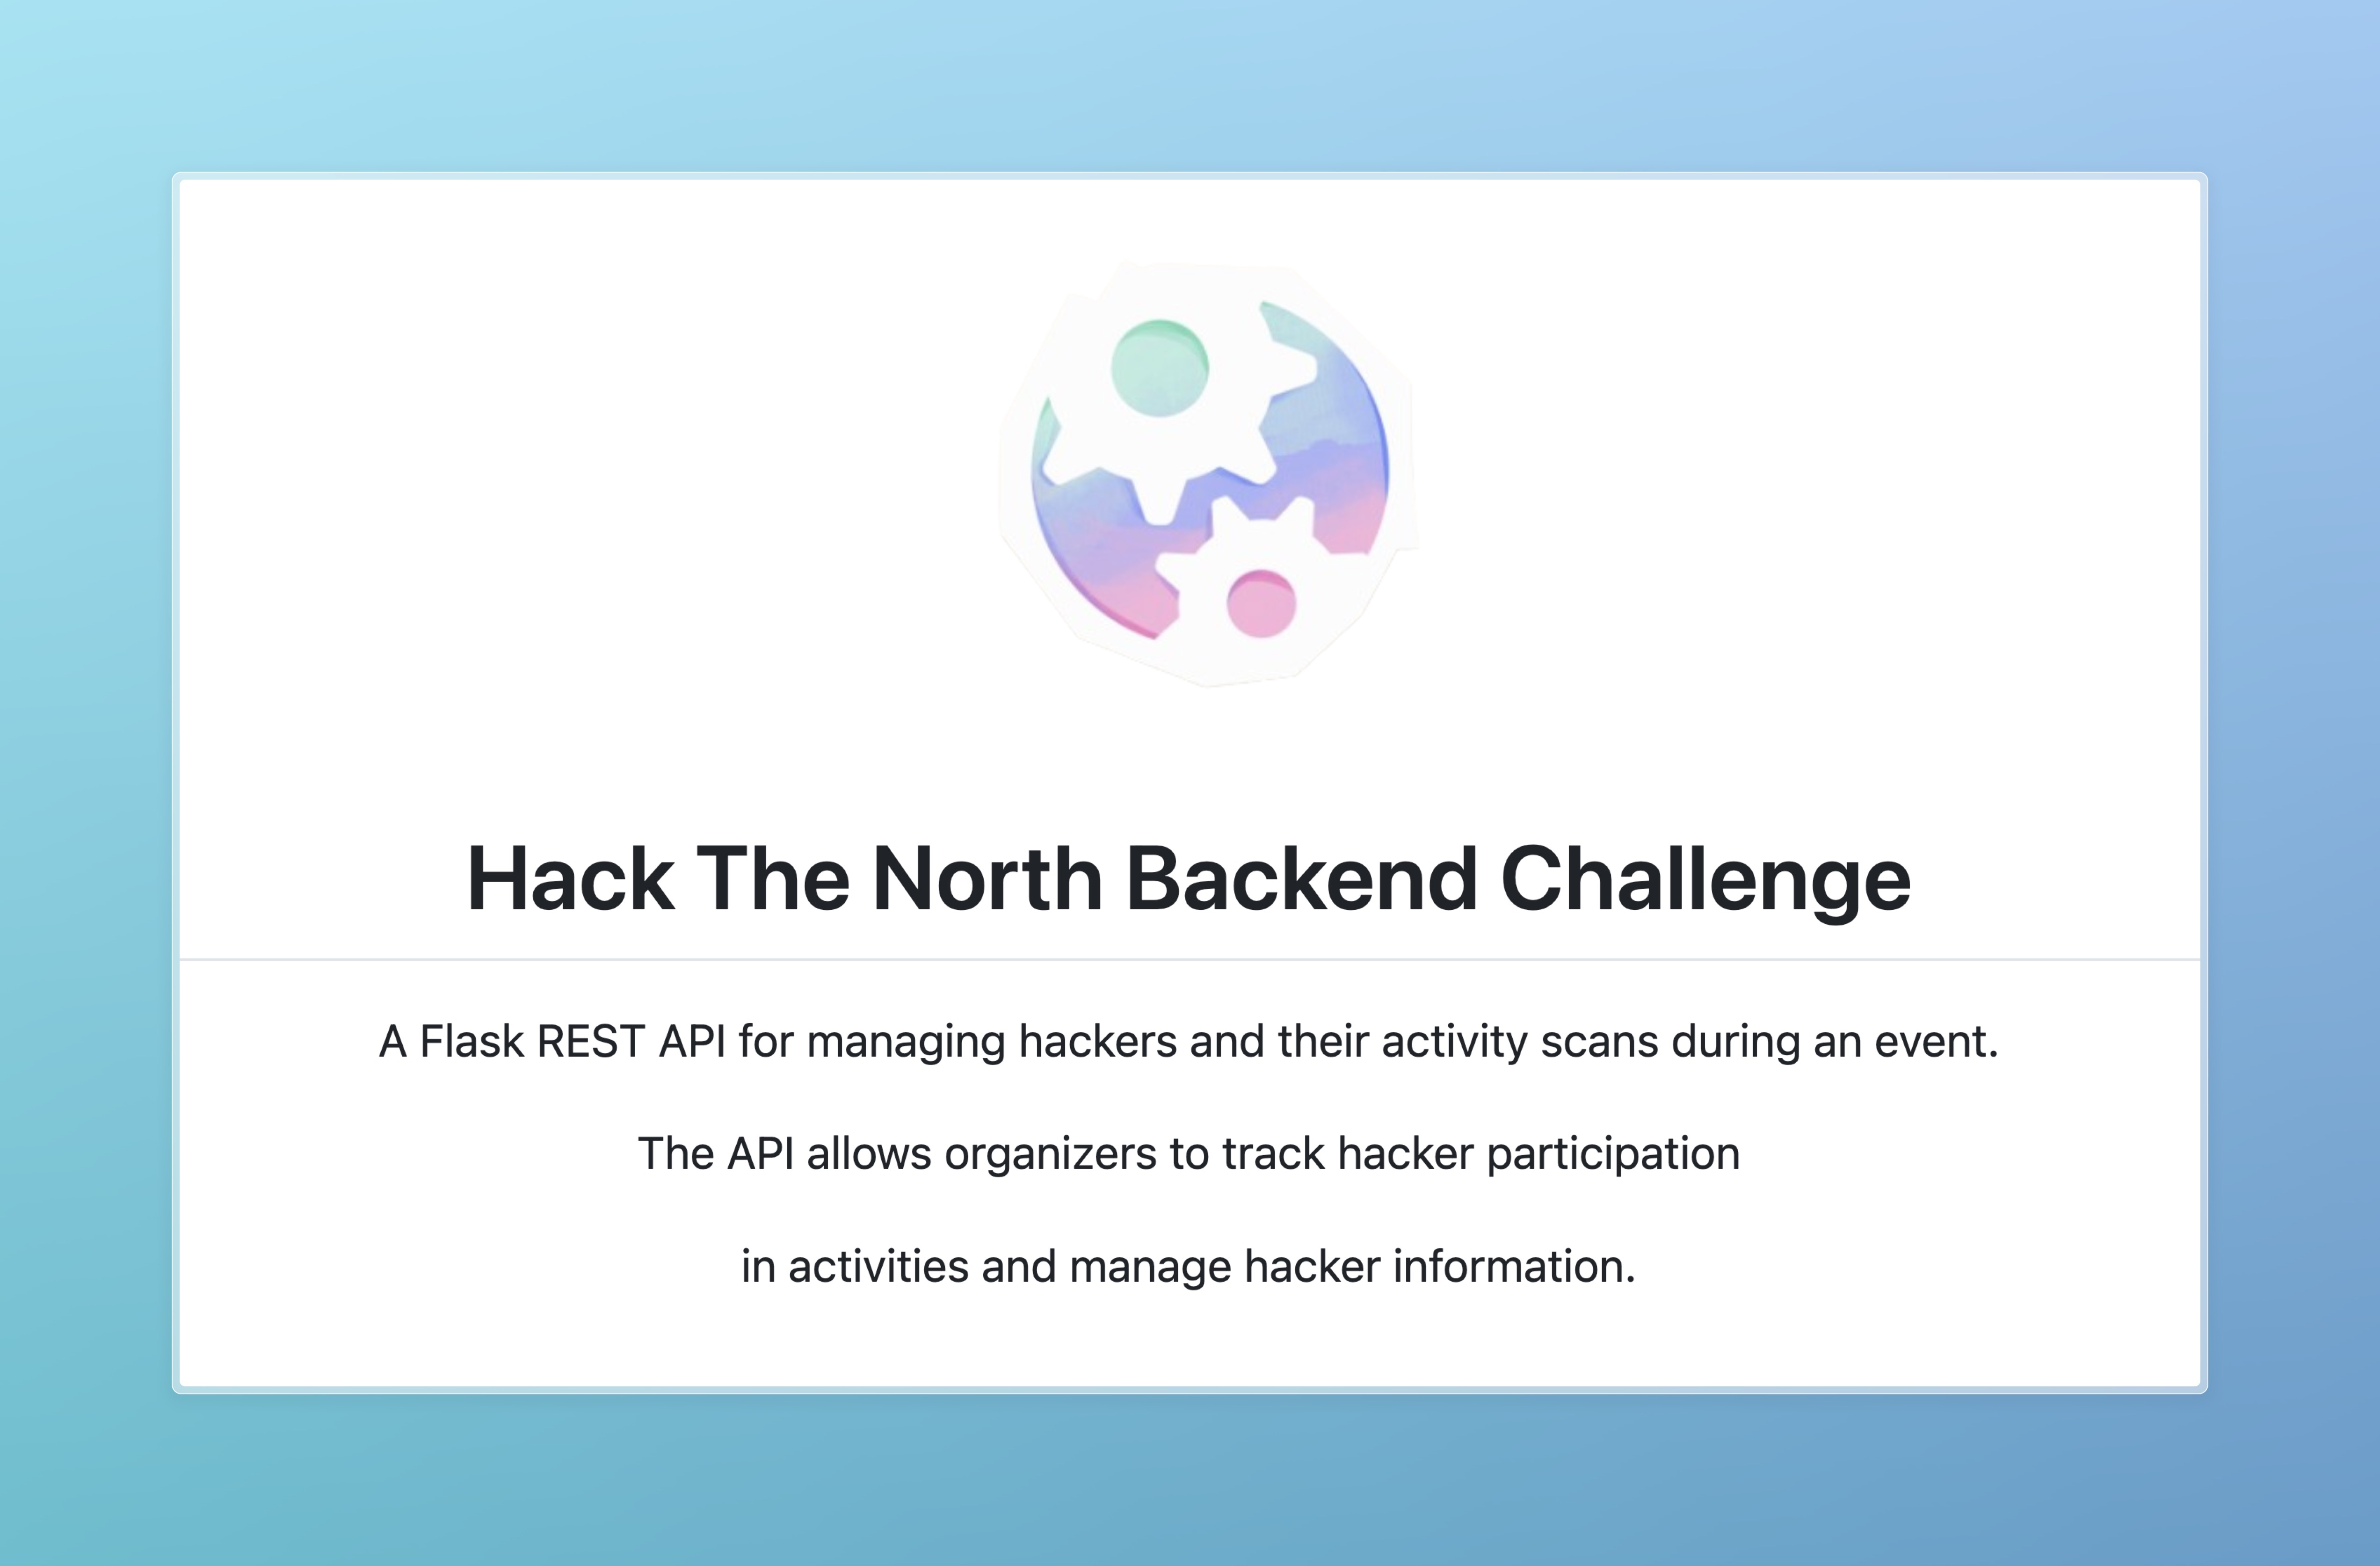 Hack The North Backend Challenge
A Flask REST API for managing hackers and their activity scans during an event.
The API allows organizers to track hacker participation
in activities and manage hacker information.